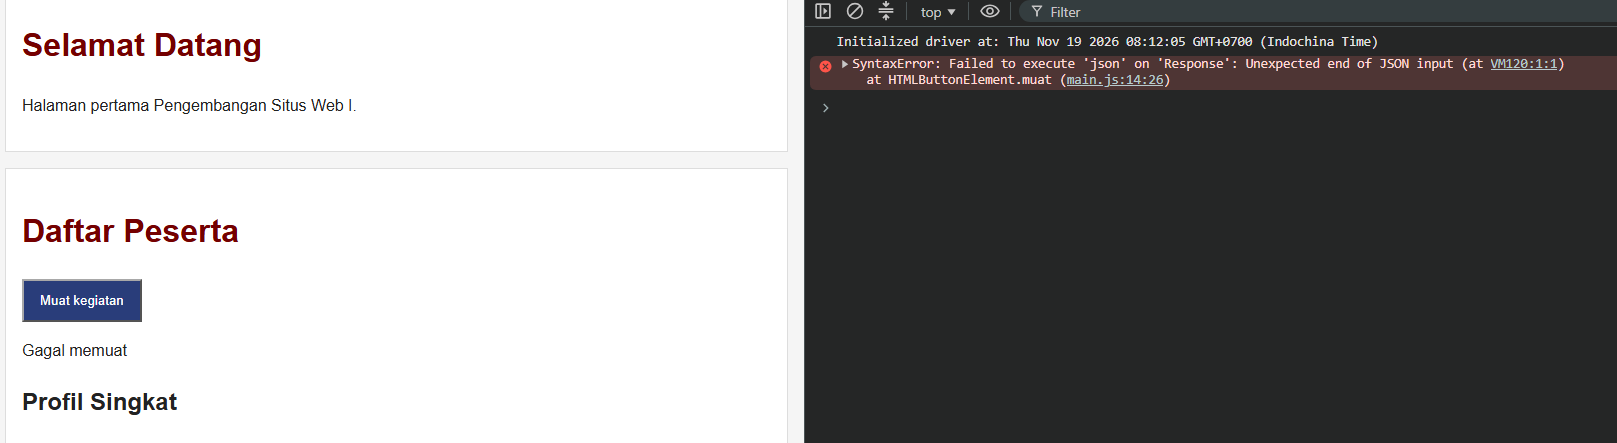 Selamat Datang
Halaman pertama Pengembangan Situs Web I.
Daftar Peserta
Muat kegiatan
Gagal memuat
Profil Singkat
top
Filter
Initialized driver at: Thu Nov 19 2026 08:12:05 GMT+0700 (Indochina Time)
SyntaxError: Failed to execute 'json' on 'Response': Unexpected end of JSON input (at VM120:1:1)
at HTMLButtonElement.muat (main.js:14:26)